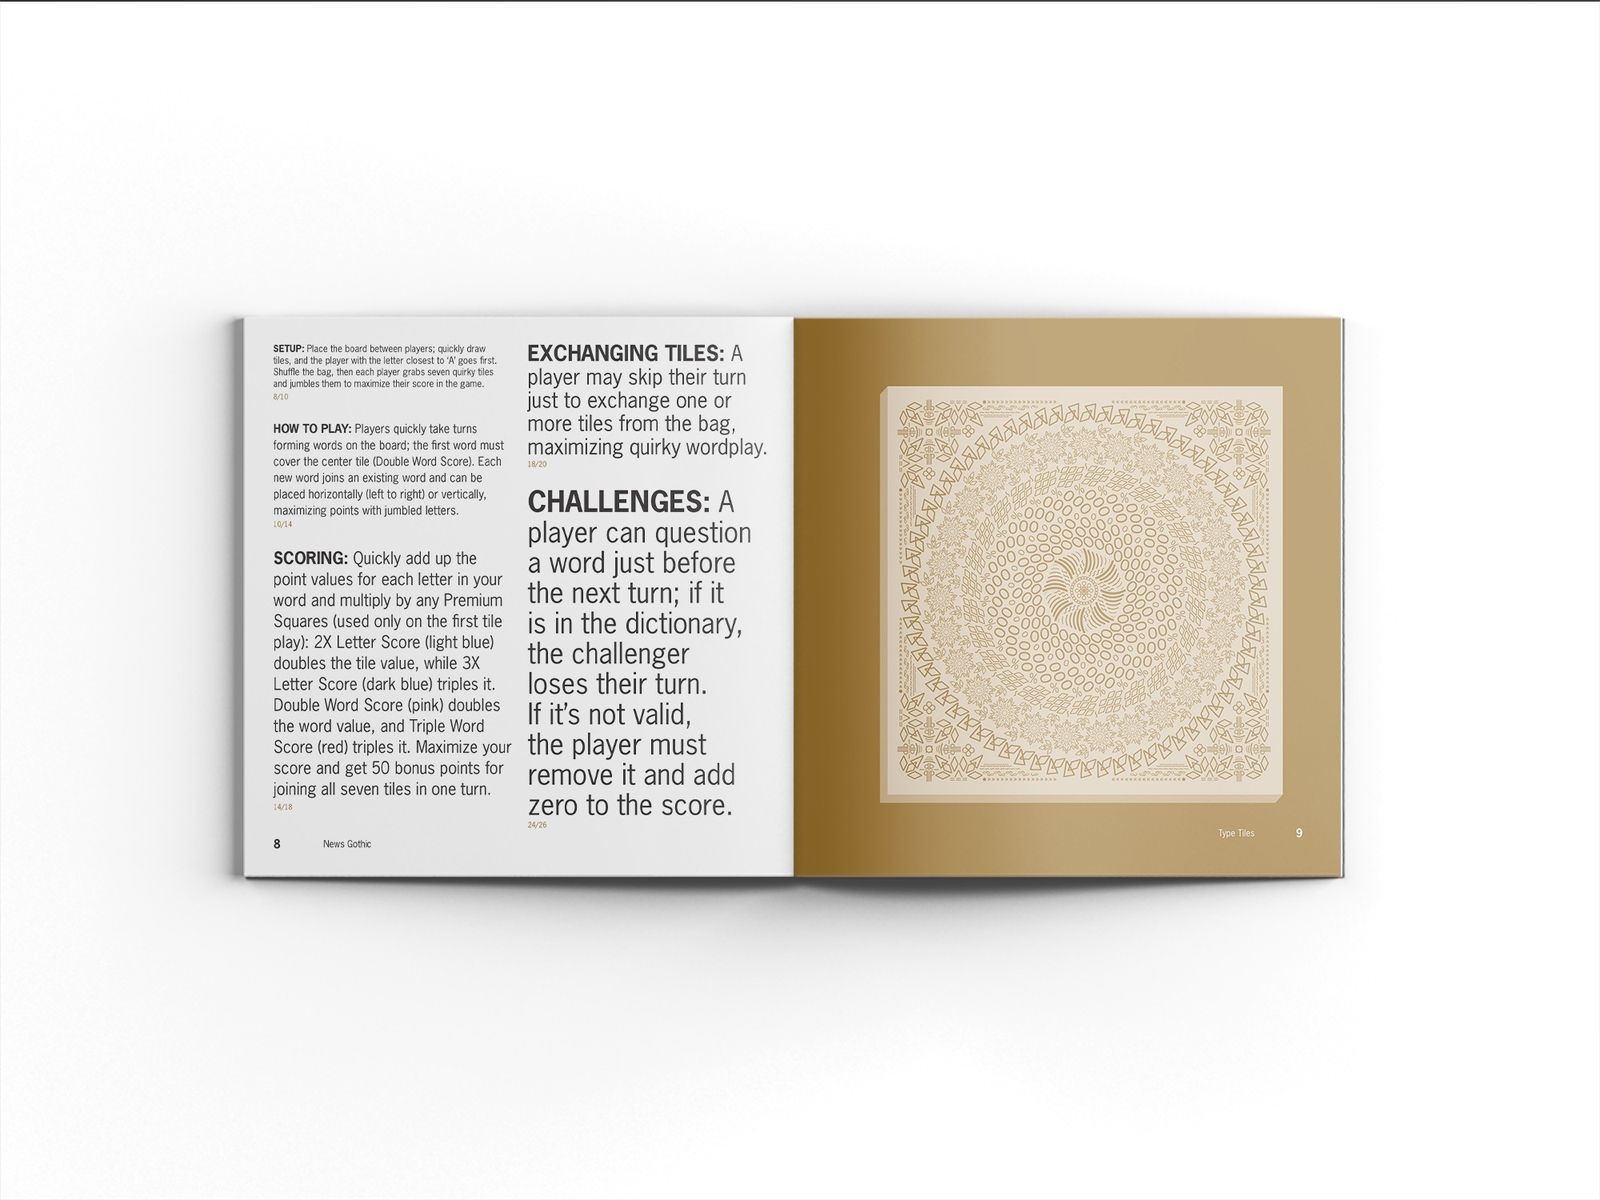 SETUP: Place the board between players; quickly draw
tiles, and the player with the letter closest to ‘A’ goes first.
Shuffle the bag, then each player grabs seven quirky tiles
and jumbles them to maximize their score in the game.
8/10
HOW TO PLAY: Players quickly take turns
forming words on the board; the first word must
cover the center tile (Double Word Score). Each
new word joins an existing word and can be
placed horizontally (left to right) or vertically,
maximizing points with jumbled letters.
10/14
SCORING: Quickly add up the
point values for each letter in your
word and multiply by any Premium
Squares (used only on the first tile
play): 2X Letter Score (light blue)
doubles the tile value, while 3X
Letter Score (dark blue) triples it.
Double Word Score (pink) doubles
the word value, and Triple Word
Score (red) triples it. Maximize your
score and get 50 bonus points for
joining all seven tiles in one turn.
14/18
EXCHANGING TILES: A
player may skip their turn
just to exchange one or
more tiles from the bag,
maximizing quirky wordplay.
18/20
CHALLENGES: A
player can question
a word just before
the next turn; if it
is in the dictionary,
the challenger
loses their turn.
If it’s not valid,
the player must
remove it and add
zero to the score.
24/26
8 News Gothic
Type Tiles 9